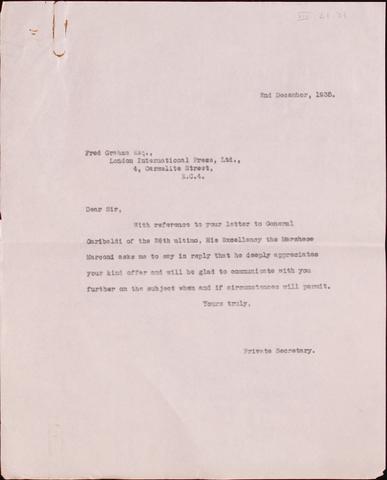 2nd December, 1935.
Fred Graham Esq.,
London International Press, Ltd.,
4, Carmelite Street,
E.C.4.
Dear Sir,
With reference to your letter to General
Gariboldi of the 28th ultimo, His Excellency the Marchese
Marconi asks me to say in reply that he deeply appreciates
your kind offer and will be glad to communicate with you
further on the subject when and if circumstances will permit.
Yours truly,
Private Secretary.